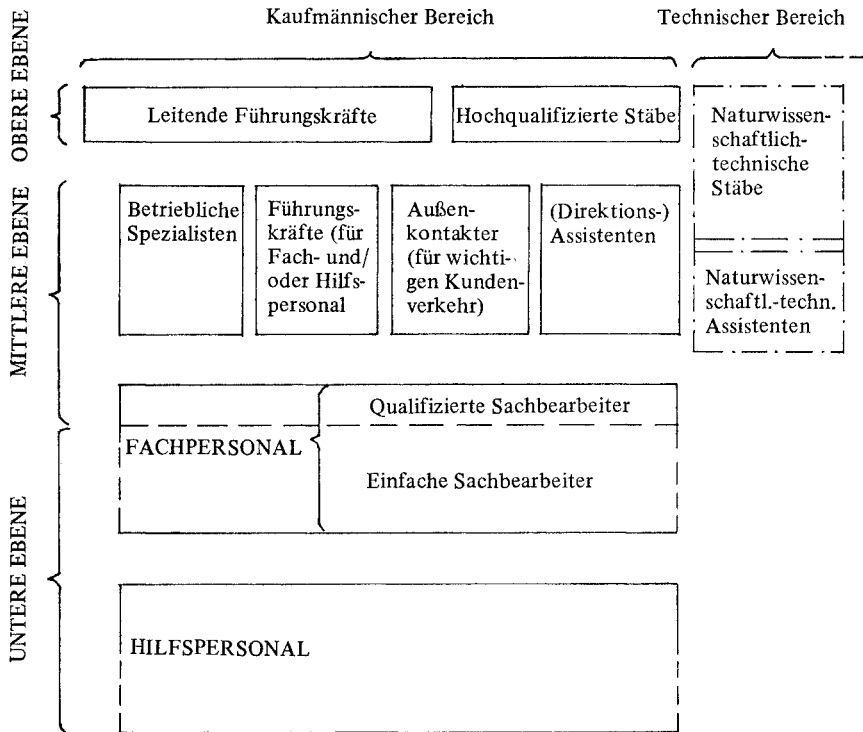 Kaufmännischer Bereich
Technischer Bereich
OBERE EBENE
Leitende Führungskräfte
Hochqualifizierte Stäbe
Naturwissen-
schaftlich-
technische
Stäbe
MITTLERE EBENE
Betriebliche
Spezialisten
Führungs-
kräfte (für
Fach- und/
oder Hilfs-
personal
Außen-
kontakter
(für wichti-
gen Kunden-
verkehr)
(Direktions-)
Assistenten
Naturwissen-
schaftl.-techn.
Assistenten
UNTERE EBENE
FACHPERSONAL
Qualifizierte Sachbearbeiter
Einfache Sachbearbeiter
HILFSPERSONAL